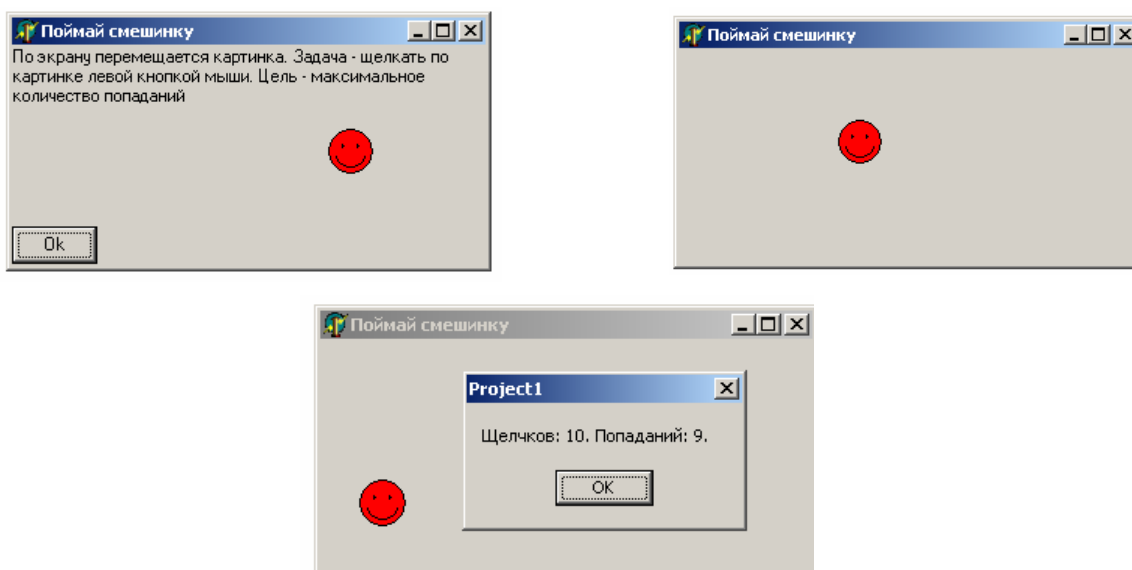 Поймай смешинку
По экрану перемещается картинка. Задача - щелкать по
картинке левой кнопкой мыши. Цель - максимальное
количество попаданий
Ok
Поймай смешинку
Поймай смешинку
Project1
Щелчков: 10. Попаданий: 9.
OK